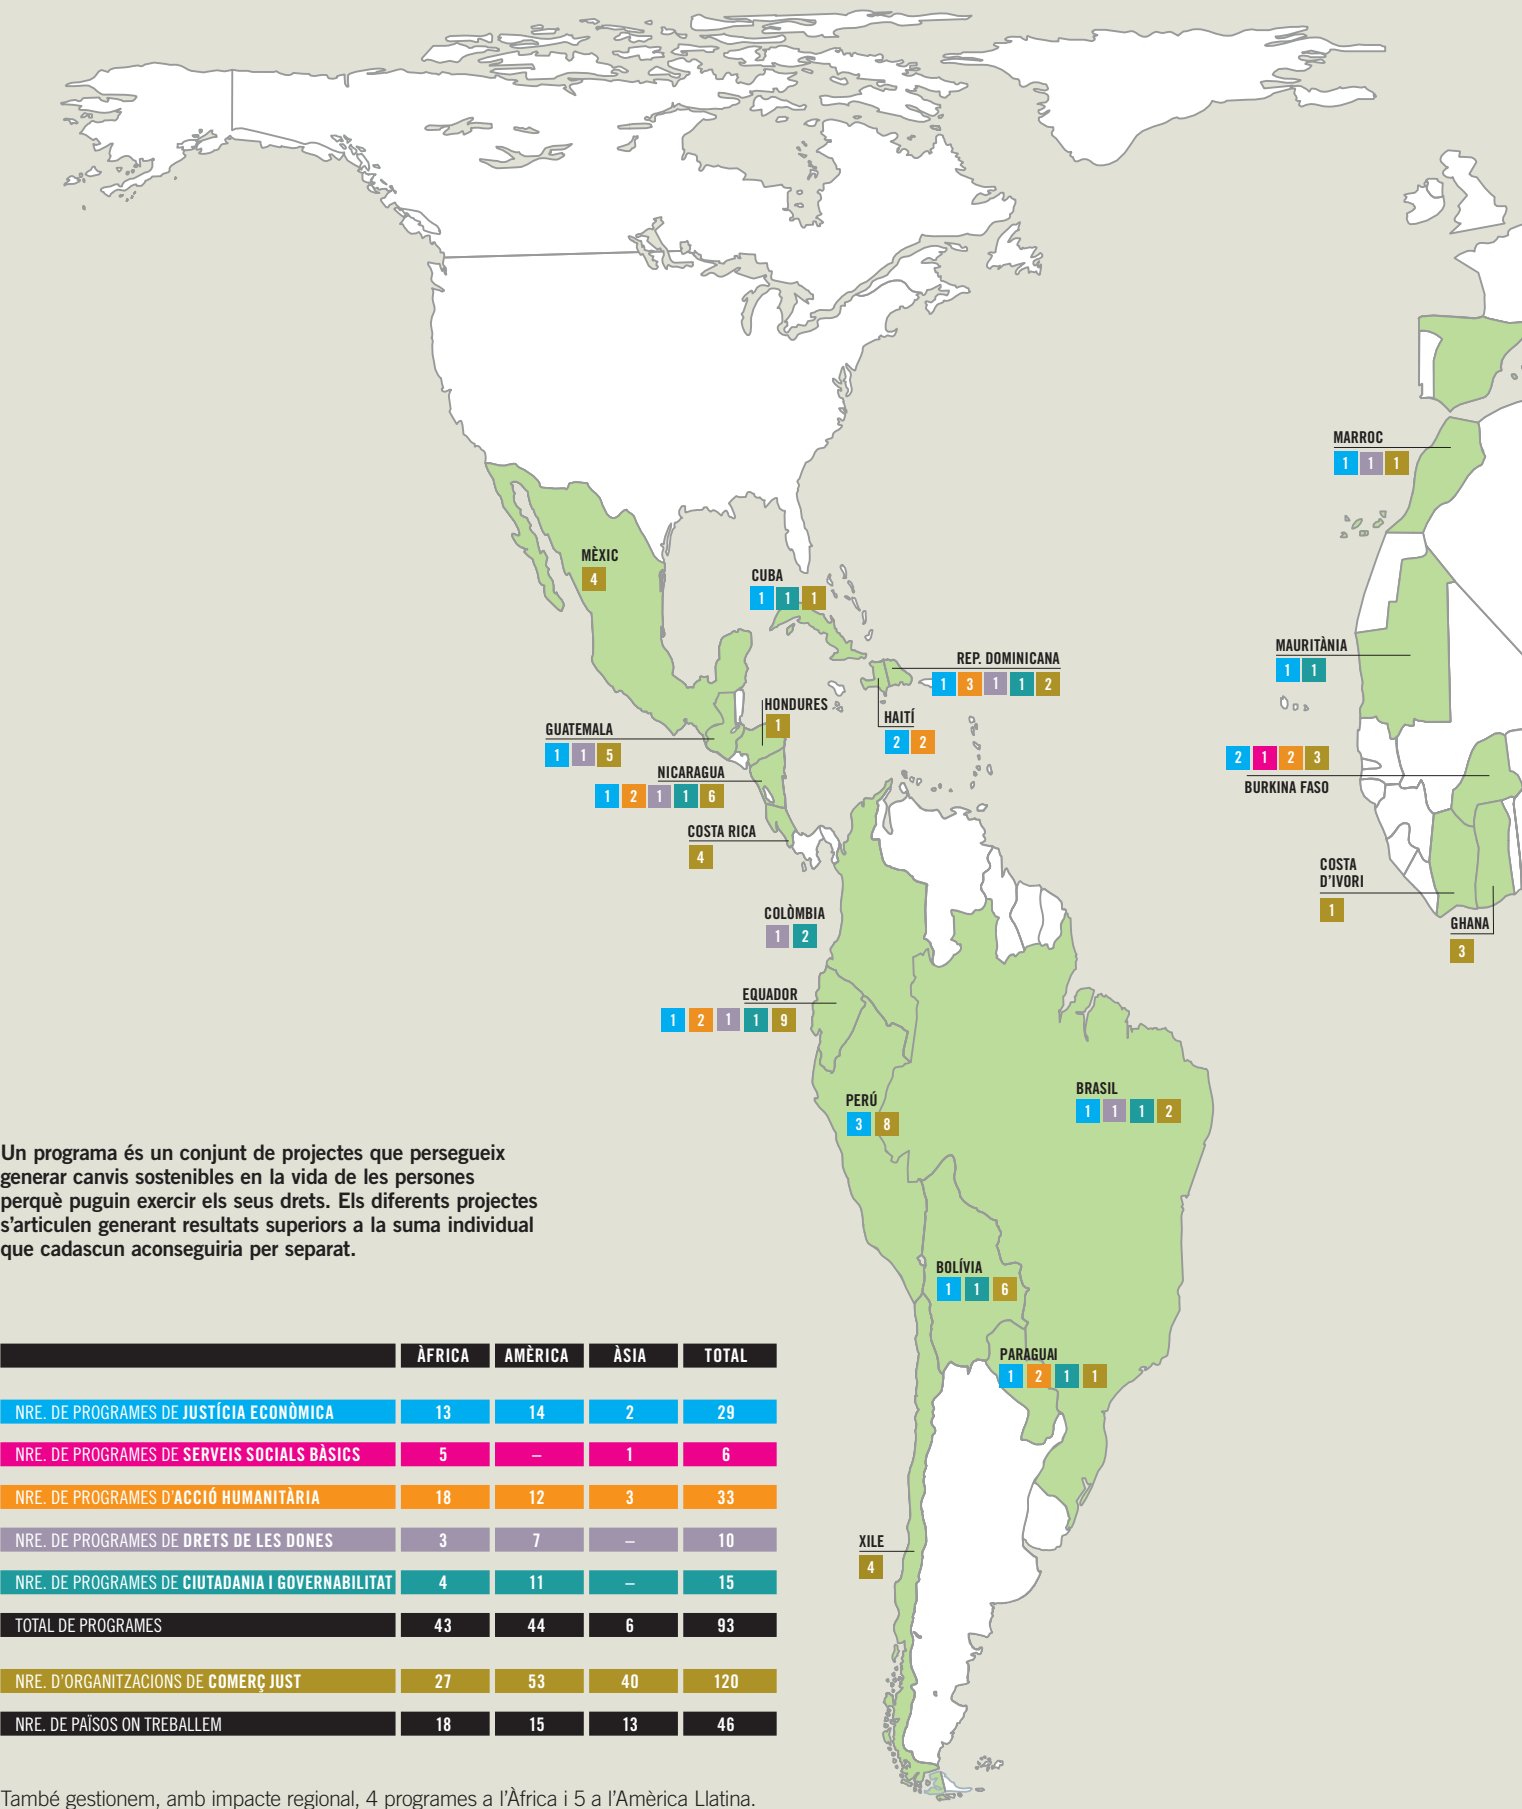 MARROC
1 1 1
MÈXIC
4
CUBA
1 1 1
REP. DOMINICANA
1 3 1 1 2
MAURITÀNIA
1 1
HONDURES
1
HAITÍ
2 2
GUATEMALA
1 1 5
NICARAGUA
1 2 1 1 6
2 1 2 3
BURKINA FASO
COSTA RICA
4
COSTA
D'IVORI
1
GHANA
3
COLÒMBIA
1 2
EQUADOR
1 2 1 1 9
PERÚ
3 8
BRASIL
1 1 1 2
BOLÍVIA
1 1 6
PARAGUAI
1 2 1 1
XILE
4
Un programa és un conjunt de projectes que persegueix
generar canvis sostenibles en la vida de les persones
perquè puguin exercir els seus drets. Els diferents projectes
s'articulen generant resultats superiors a la suma individual
que cadascun aconseguiria per separat.
ÀFRICA AMÈRICA ÀSIA TOTAL
NRE. DE PROGRAMES DE JUSTÍCIA ECONÒMICA 13 14 2 29
NRE. DE PROGRAMES DE SERVEIS SOCIALS BÀSICS 5 – 1 6
NRE. DE PROGRAMES D'ACCIÓ HUMANITÀRIA 18 12 3 33
NRE. DE PROGRAMES DE DRETS DE LES DONES 3 7 – 10
NRE. DE PROGRAMES DE CIUTADANIA I GOVERNABILITAT 4 11 – 15
TOTAL DE PROGRAMES 43 44 6 93
NRE. D'ORGANITZACIONS DE COMERÇ JUST 27 53 40 120
NRE. DE PAÏSOS ON TREBALLEM 18 15 13 46
També gestionem, amb impacte regional, 4 programes a l'Àfrica i 5 a l'Amèrica Llatina.